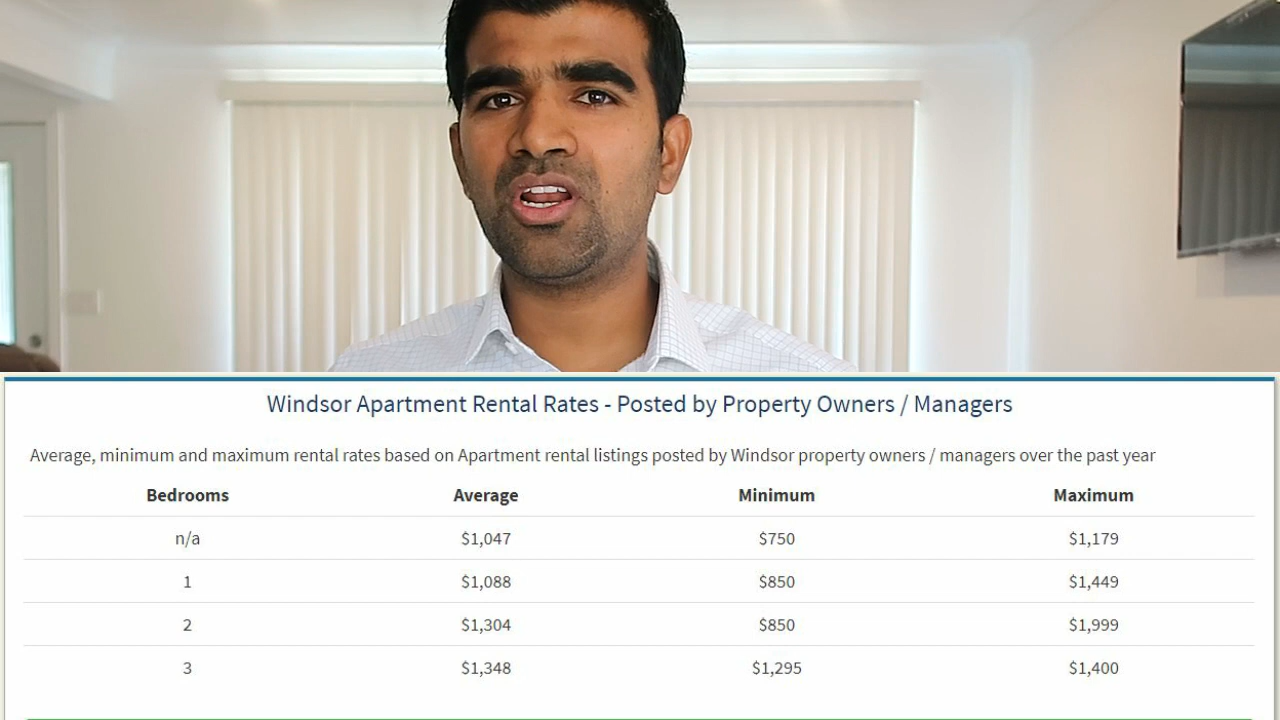 Windsor Apartment Rental Rates - Posted by Property Owners / Managers
Average, minimum and maximum rental rates based on Apartment rental listings posted by Windsor property owners / managers over the past year
Bedrooms Average Minimum Maximum
n/a $1,047 $750 $1,179
1 $1,088 $850 $1,449
2 $1,304 $850 $1,999
3 $1,348 $1,295 $1,400